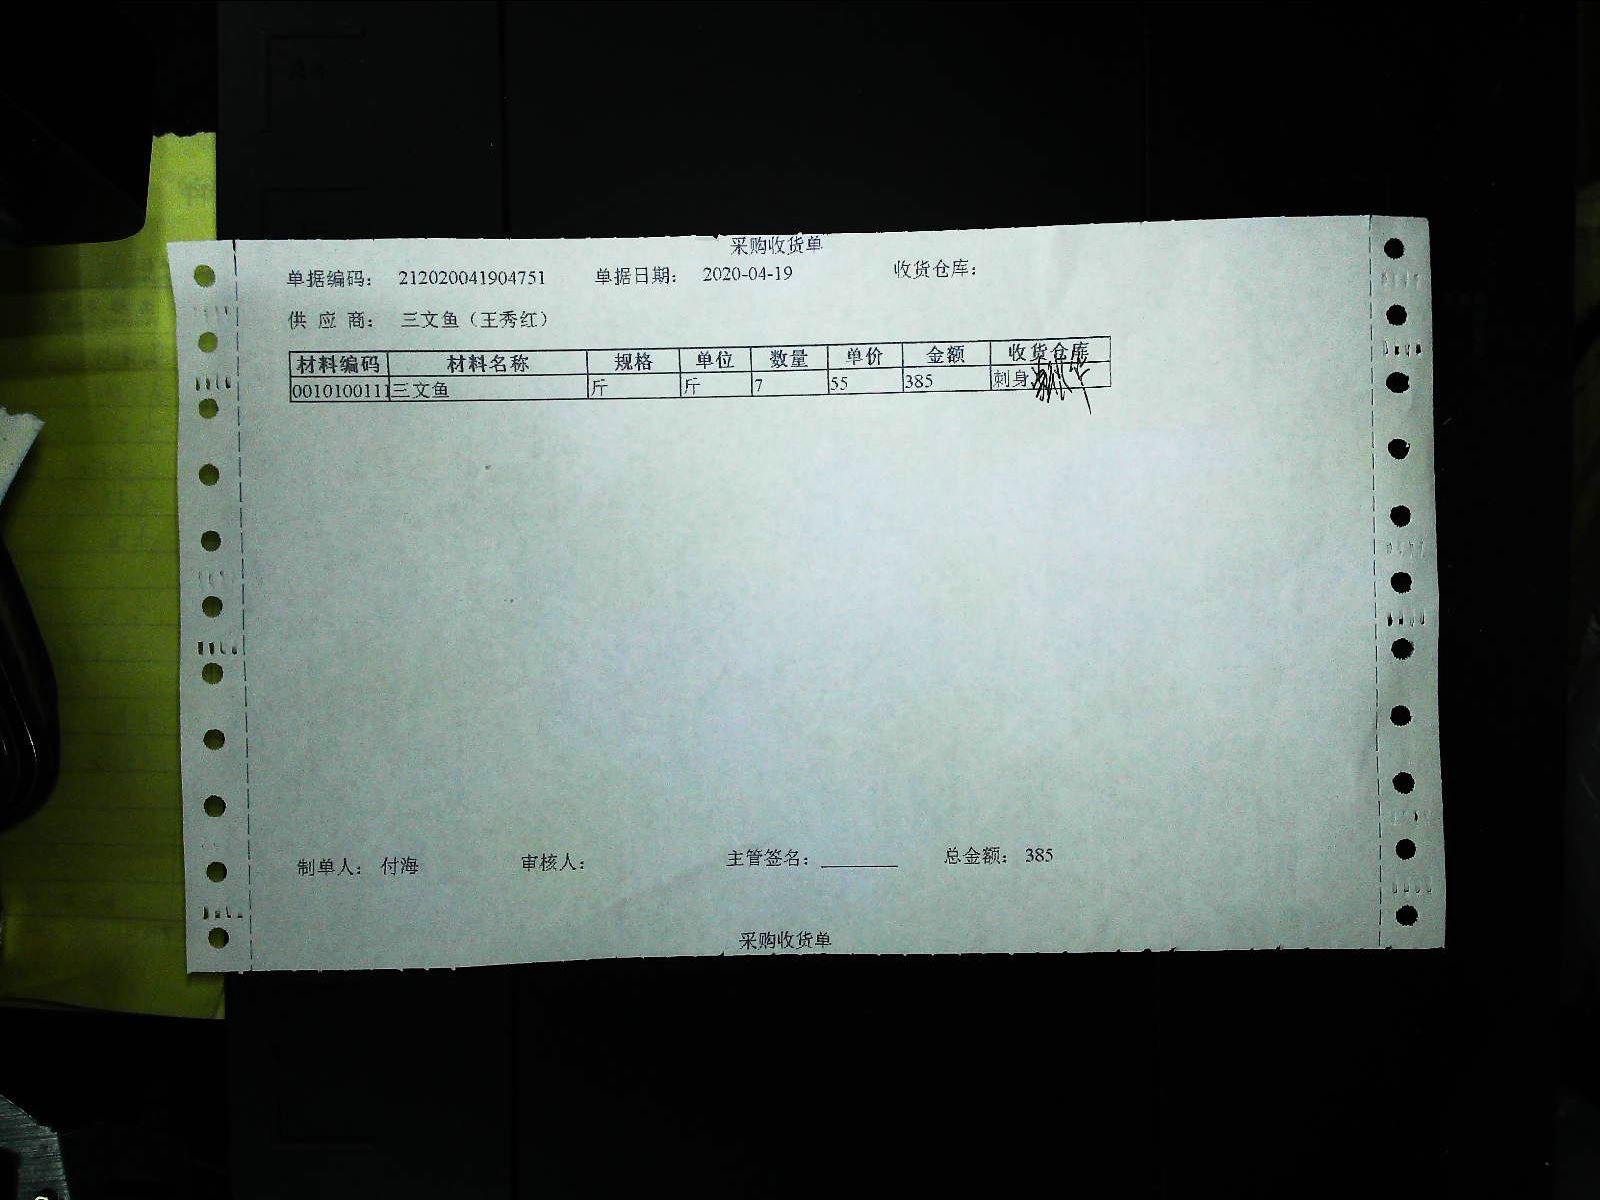 采购收货单
单据编码: 212020041904751 单据日期: 2020-04-19 收货仓库:
供 应 商: 三文鱼（王秀红）
材料编码 材料名称 规格 单位 数量 单价 金额 收货仓库
0010100111 三文鱼 斤 斤 7 55 385 刺身
制单人: 付海 审核人: 主管签名: ________ 总金额: 385
采购收货单